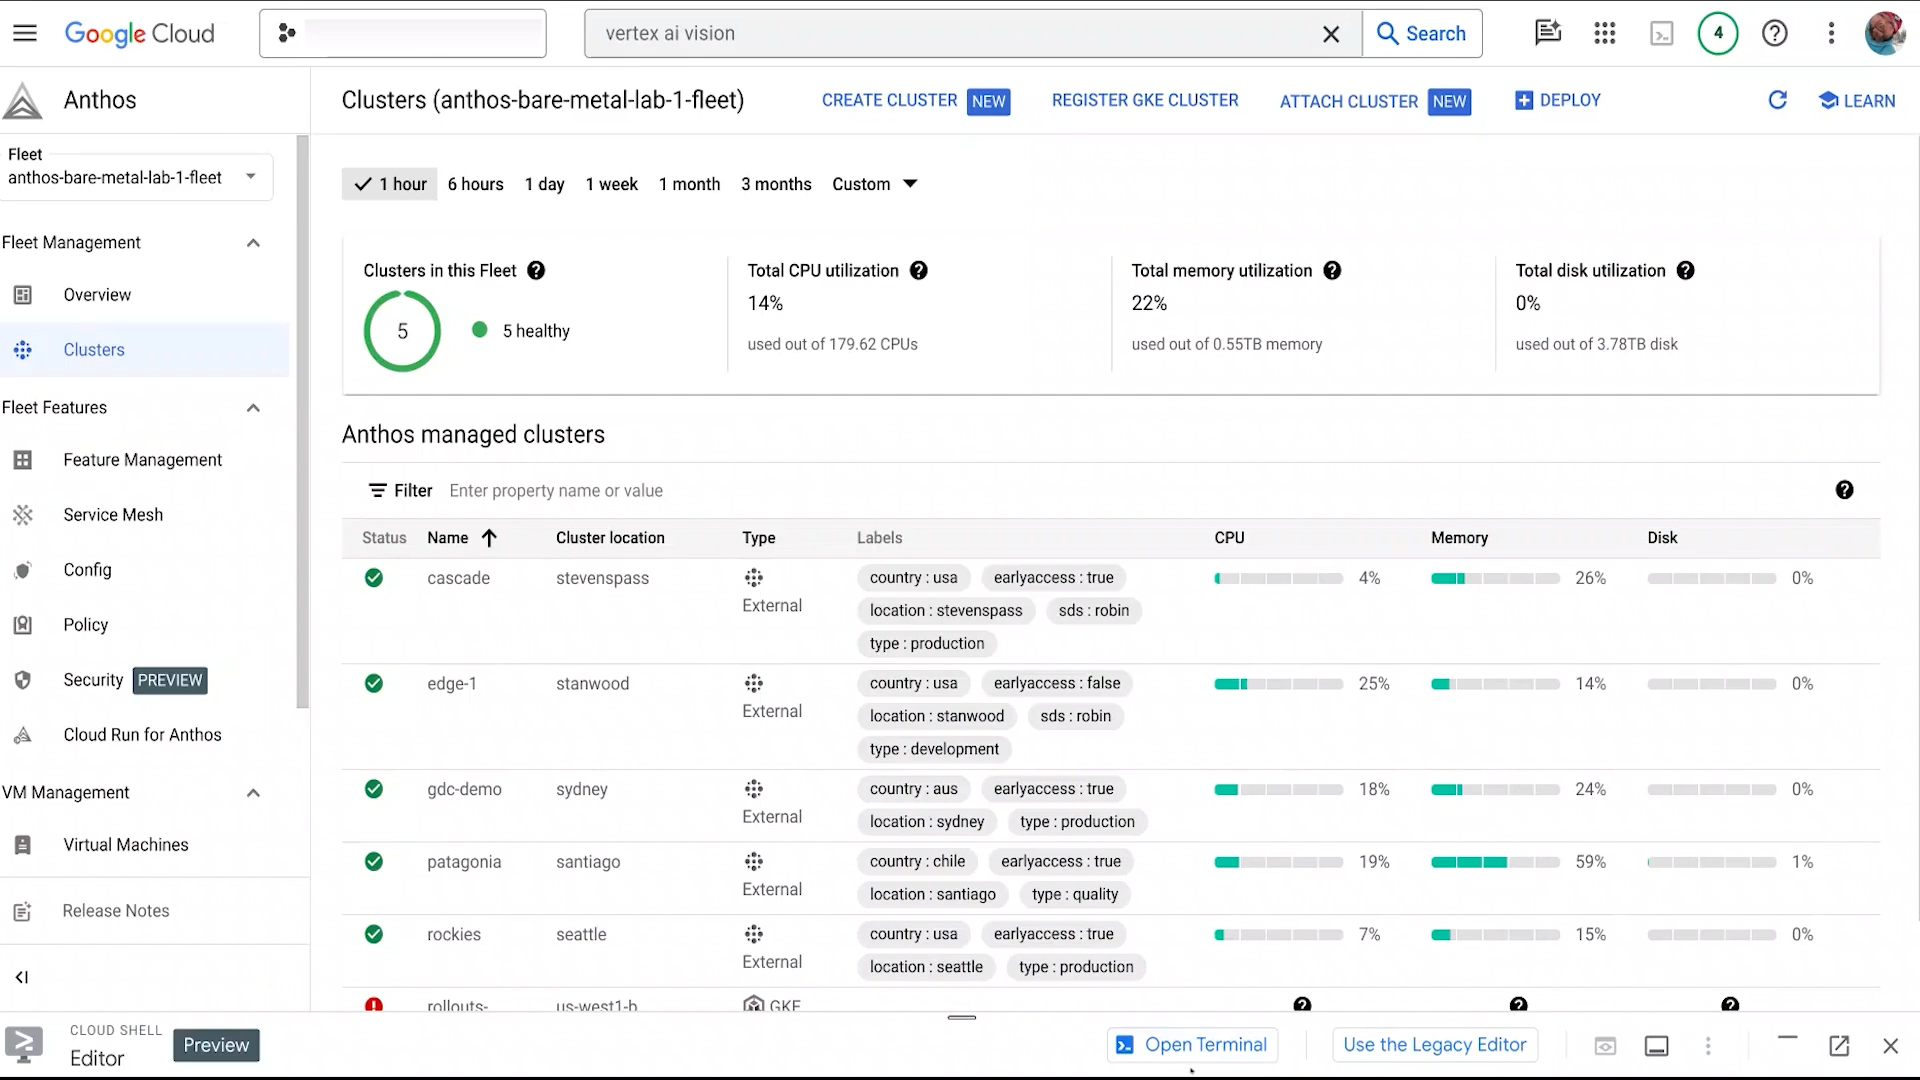 Google Cloud
vertex ai vision
Search
4
Anthos
Clusters (anthos-bare-metal-lab-1-fleet)
CREATE CLUSTER NEW
REGISTER GKE CLUSTER
ATTACH CLUSTER NEW
DEPLOY
LEARN
Fleet
anthos-bare-metal-lab-1-fleet
Fleet Management
Overview
Clusters
Fleet Features
Feature Management
Service Mesh
Config
Policy
Security PREVIEW
Cloud Run for Anthos
VM Management
Virtual Machines
Release Notes
1 hour 6 hours 1 day 1 week 1 month 3 months Custom
Clusters in this Fleet
5
5 healthy
Total CPU utilization
14%
used out of 179.62 CPUs
Total memory utilization
22%
used out of 0.55TB memory
Total disk utilization
0%
used out of 3.78TB disk
Anthos managed clusters
Filter Enter property name or value
Status Name Cluster location Type Labels CPU Memory Disk
cascade stevenspass External country : usa earlyaccess : true 4% 26% 0%
location : stevenspass sds : robin
type : production
edge-1 stanwood External country : usa earlyaccess : false 25% 14% 0%
location : stanwood sds : robin
type : development
gdc-demo sydney External country : aus earlyaccess : true 18% 24% 0%
location : sydney type : production
patagonia santiago External country : chile earlyaccess : true 19% 59% 1%
location : santiago type : quality
rockies seattle External country : usa earlyaccess : true 7% 15% 0%
location : seattle type : production
rollouts- us-west1-b GKE
CLOUD SHELL
Editor
Preview
Open Terminal
Use the Legacy Editor